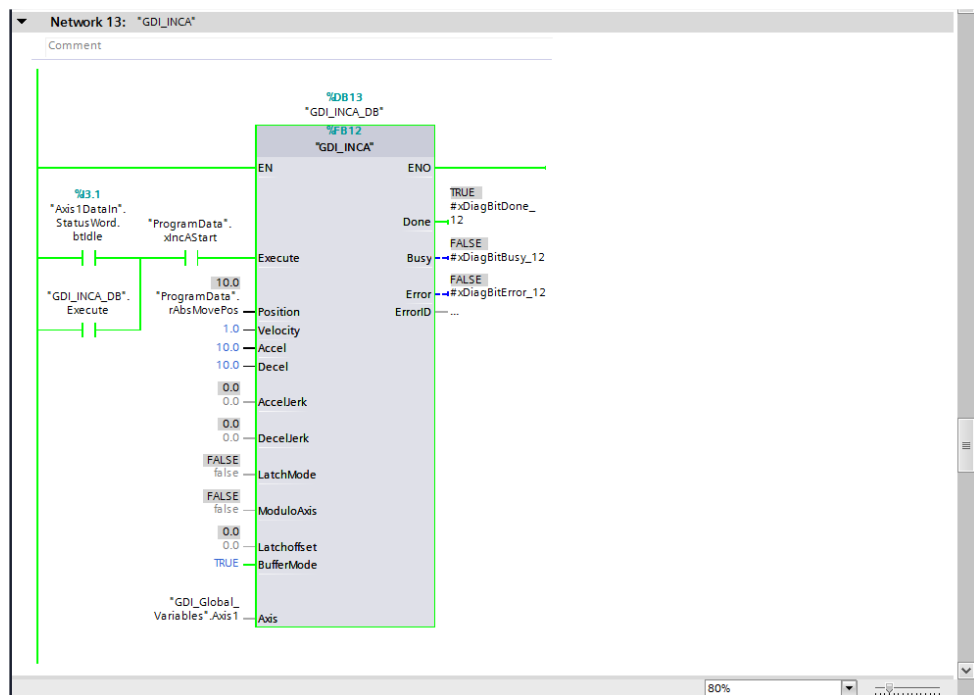 Network 13: "GDI_INCA"
Comment
%DB13
"GDI_INCA_DB"
%FB12
"GDI_INCA"
EN ENO
%I3.1
"Axis1DataIn".
StatusWord.
btIdle
"ProgramData".
xIncAStart
TRUE
#xDiagBitDone_
12
Done
FALSE
Execute Busy #xDiagBitBusy_12
FALSE
Error #xDiagBitError_12
"GDI_INCA_DB".
Execute
10.0
"ProgramData".
rAbsMovePos
Position ErrorID ...
1.0 Velocity
10.0 Accel
10.0 Decel
0.0
0.0 AccelJerk
0.0
0.0 DecelJerk
FALSE
false LatchMode
FALSE
false ModuloAxis
0.0
0.0 Latchoffset
TRUE BufferMode
"GDI_Global_
Variables".Axis1 Axis
80%